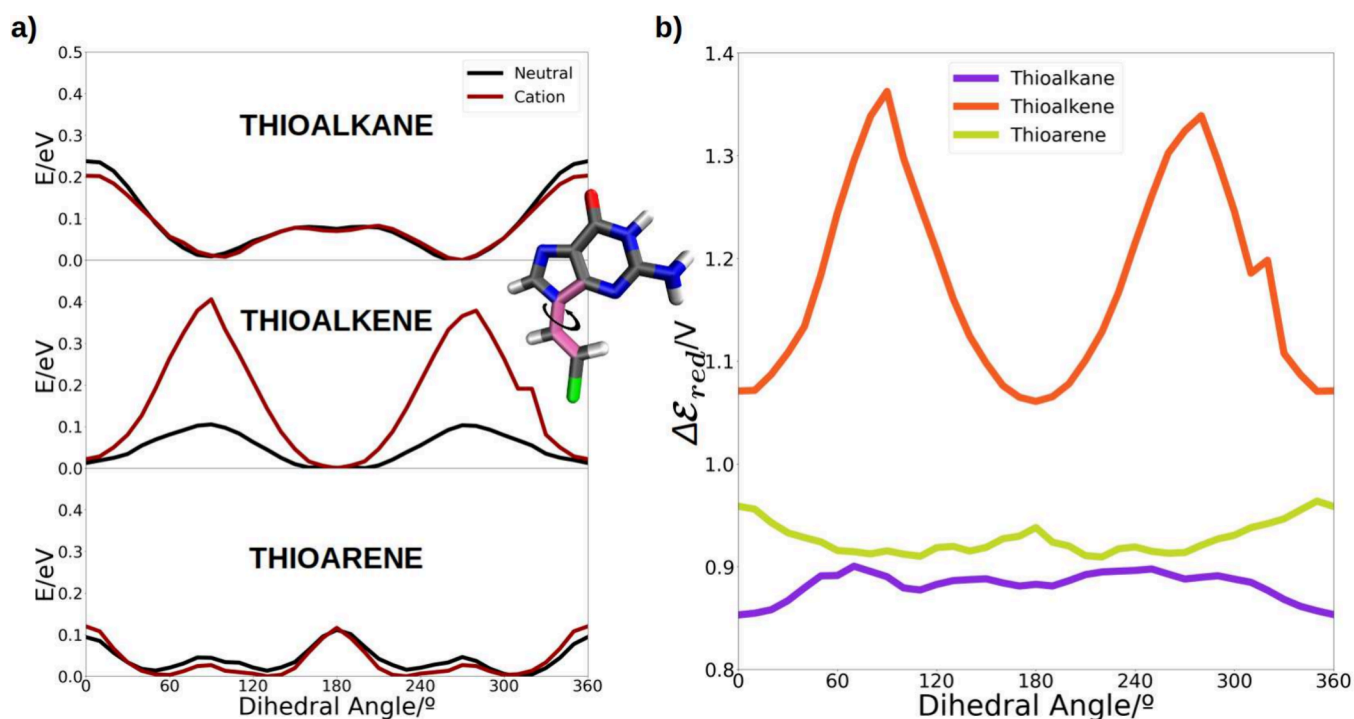 a)
0.5
0.4
0.3
0.2
0.1
0.0
E/eV
Neutral
Cation
THIOALKANE
0.4
0.3
0.2
0.1
0.0
E/eV
THIOALKENE
0.4
0.3
0.2
0.1
0.0
E/eV
THIOARENE
0 60 120 180 240 300 360
Dihedral Angle/º
b)
1.4
1.3
1.2
1.1
1.0
0.9
0.8
Δℰred/V
Thioalkane
Thioalkene
Thioarene
0 60 120 180 240 300 360
Dihedral Angle/º